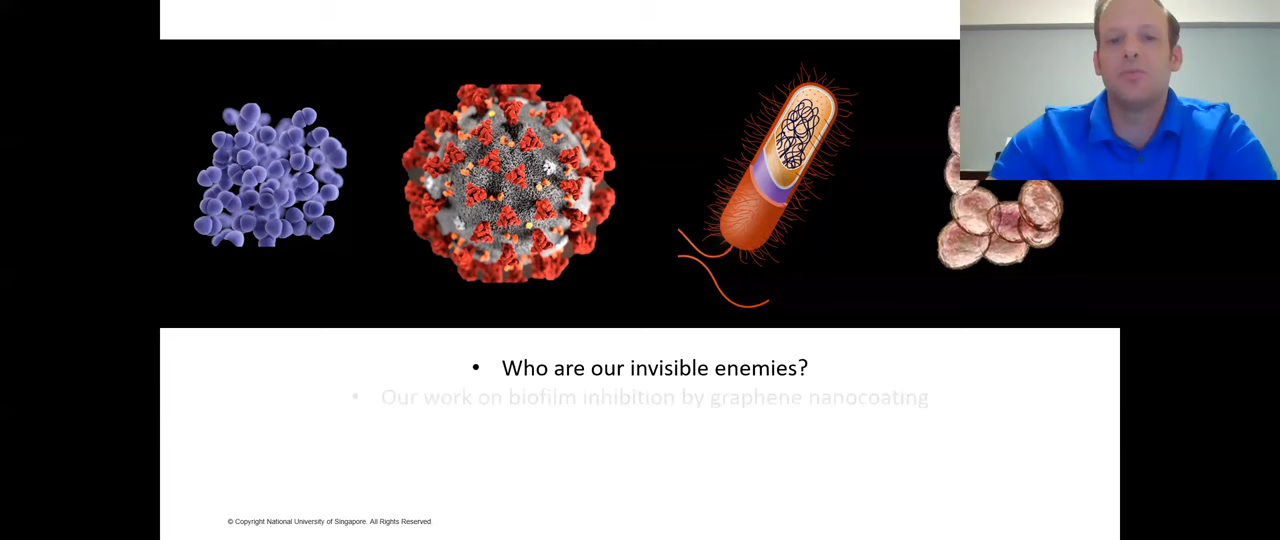 • Who are our invisible enemies?
• Our work on biofilm inhibition by graphene nanocoating
© Copyright National University of Singapore. All Rights Reserved.